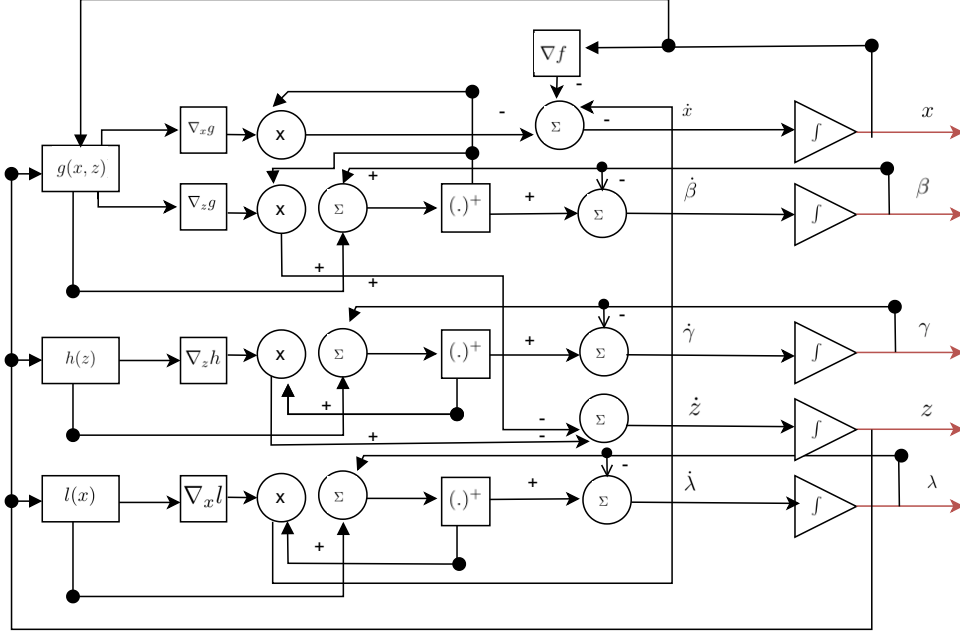 ∇f
-
- Σ - ẋ ∫ x
∇ₓg x
g(x, z)
+ - β̇ β
∇_z g x Σ (.)⁺ + Σ ∫
+
+
- γ̇ γ
h(z) ∇_z h x Σ (.)⁺ + Σ ∫
+ - Σ ż ∫ z
+ -
- λ̇ λ
l(x) ∇ₓl x Σ (.)⁺ + Σ ∫
+